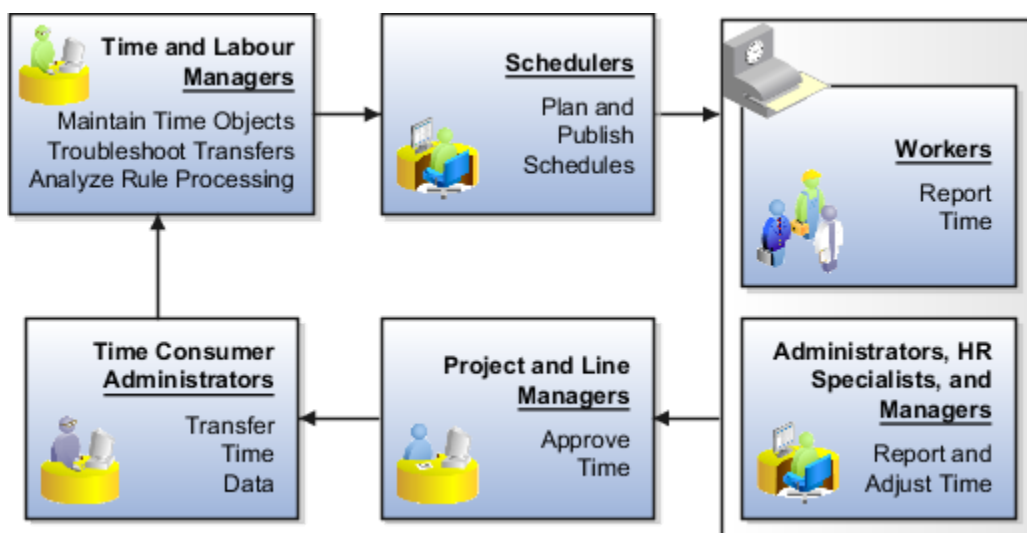 Time and Labour
Managers
Maintain Time Objects
Troubleshoot Transfers
Analyze Rule Processing
Schedulers
Plan and
Publish
Schedules
Workers
Report
Time
Time Consumer
Administrators
Transfer
Time
Data
Project and Line
Managers
Approve
Time
Administrators, HR
Specialists, and
Managers
Report and
Adjust Time